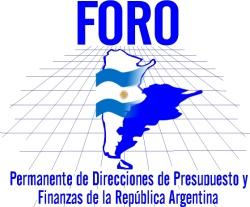 FORO
Permanente de Direcciones de Presupuesto y
Finanzas de la República Argentina